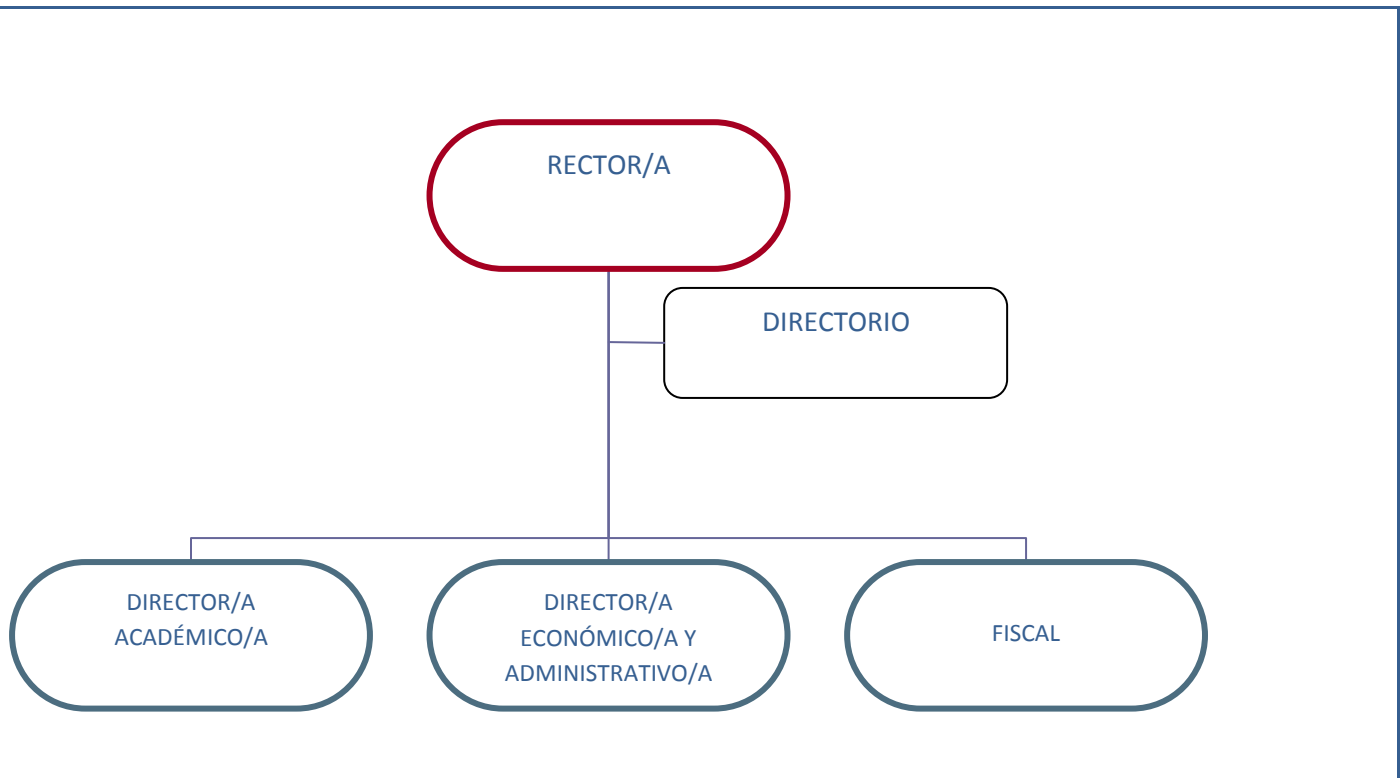 RECTOR/A
DIRECTORIO
DIRECTOR/A
ACADÉMICO/A
DIRECTOR/A
ECONÓMICO/A Y
ADMINISTRATIVO/A
FISCAL